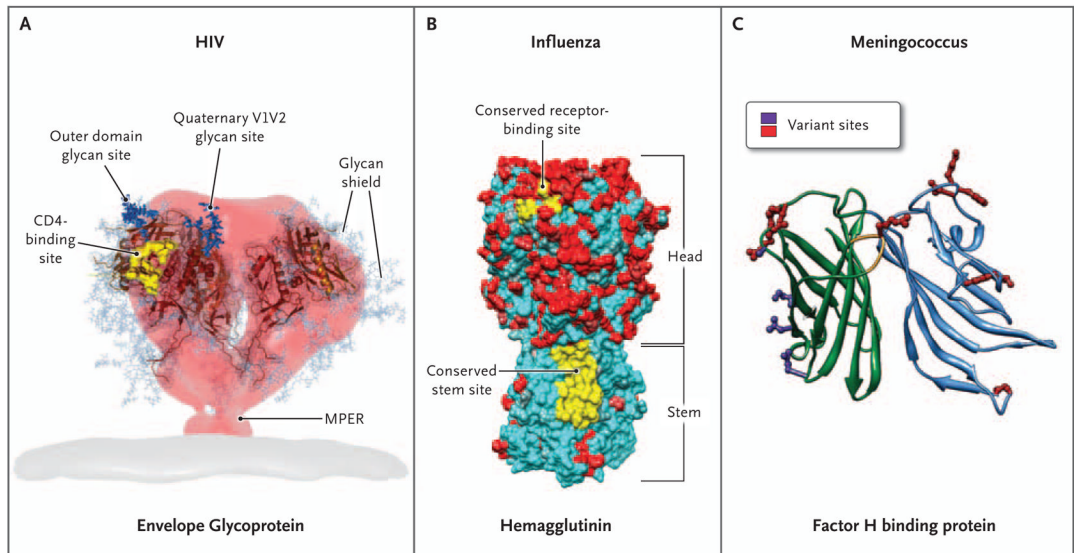 A
HIV
Outer domain
glycan site
Quaternary V1V2
glycan site
Glycan
shield
CD4-
binding
site
MPER
Envelope Glycoprotein
B
Influenza
Conserved receptor-
binding site
Head
Conserved
stem site
Stem
Hemagglutinin
C
Meningococcus
Variant sites
Factor H binding protein